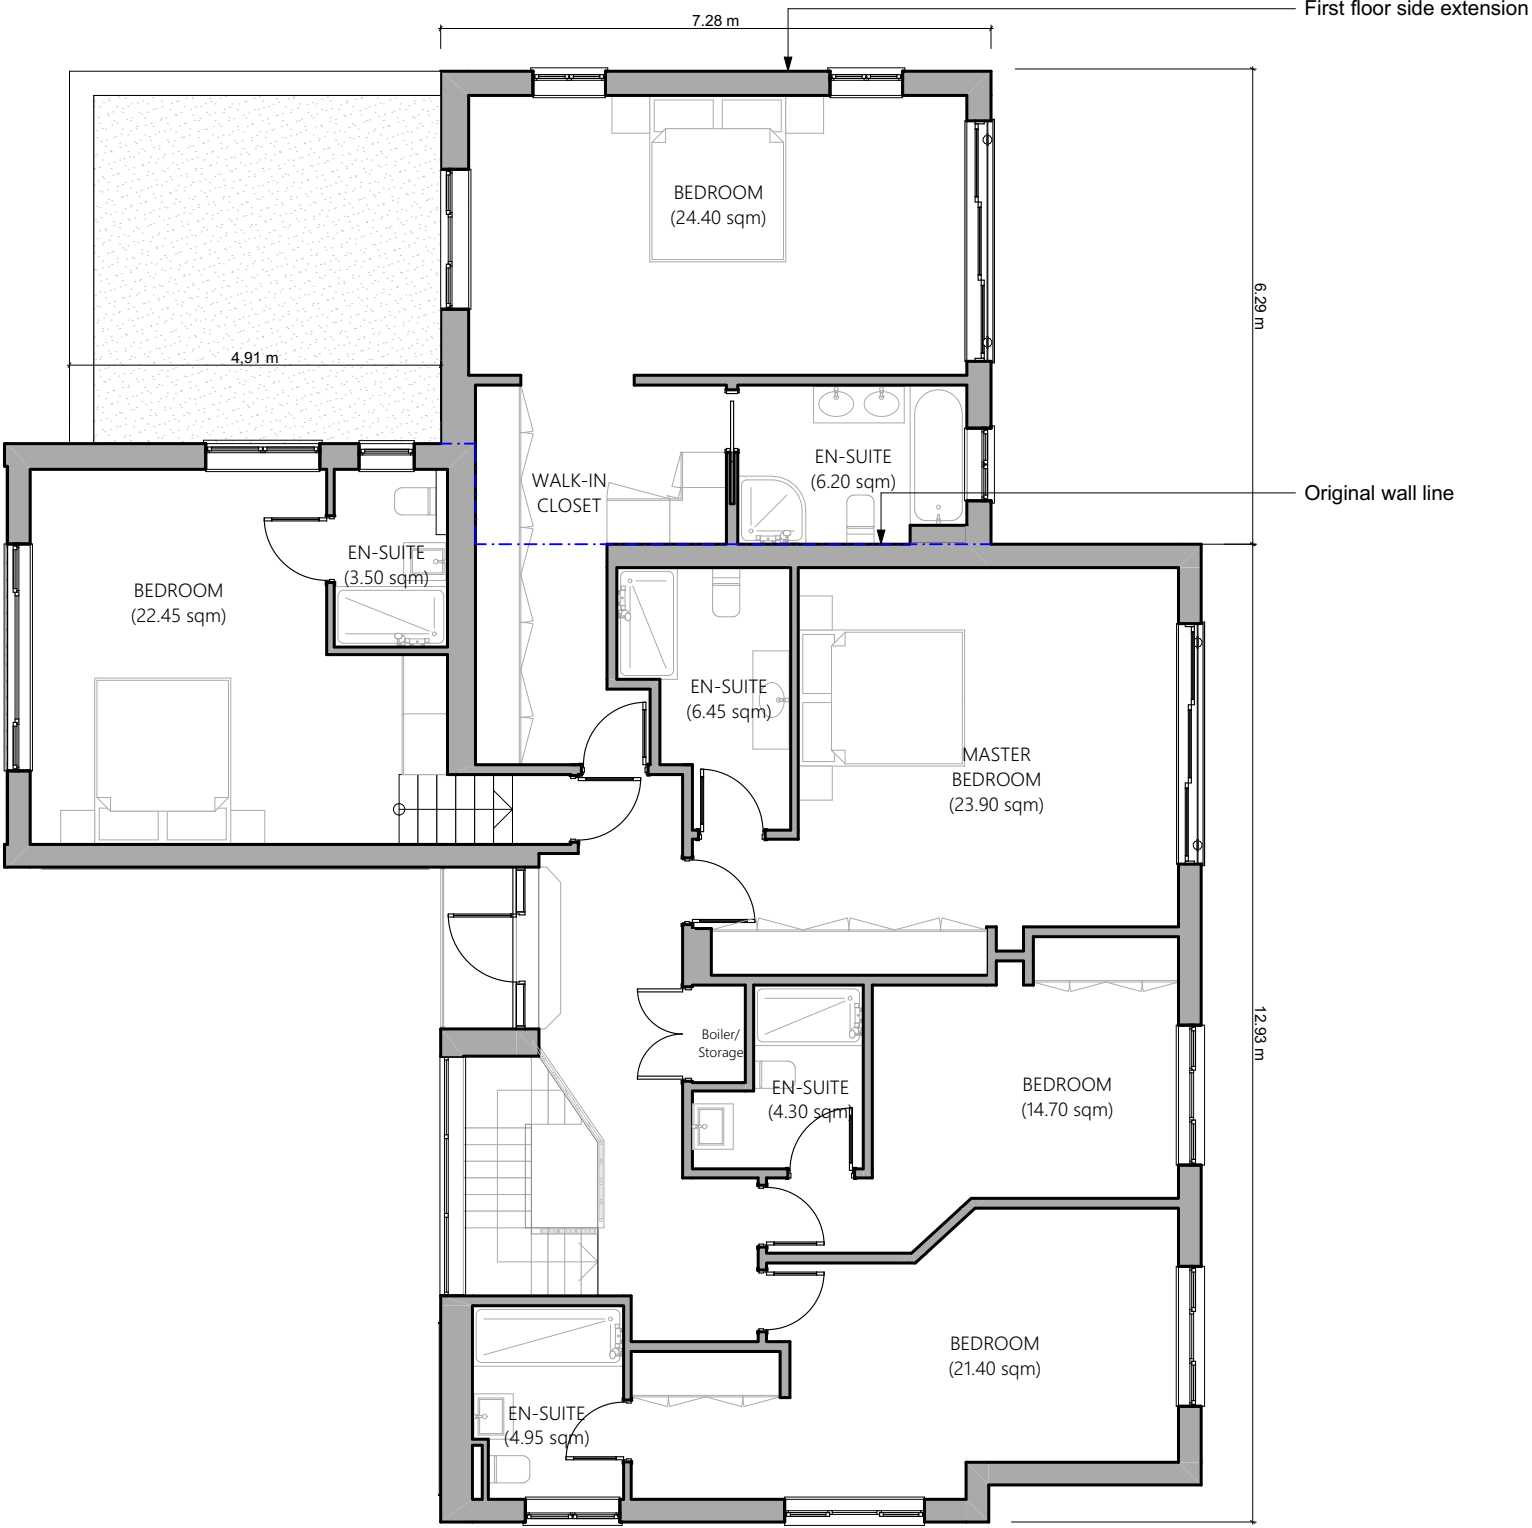 First floor side extension
7.28 m
BEDROOM
(24.40 sqm)
6.29 m
4,91 m
EN-SUITE
(6.20 sqm)
WALK-IN
CLOSET
Original wall line
EN-SUITE
(3.50 sqm)
BEDROOM
(22.45 sqm)
EN-SUITE
(6.45 sqm)
MASTER
BEDROOM
(23.90 sqm)
12.93 m
Boiler/
Storage
EN-SUITE
(4.30 sqm)
BEDROOM
(14.70 sqm)
BEDROOM
(21.40 sqm)
EN-SUITE
(4.95 sqm)